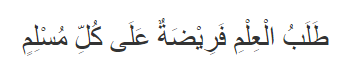 طَلَبُ الْعِلْمِ فَرِيْضَةٌ عَلَى كُلِّ مُسْلِمٍ